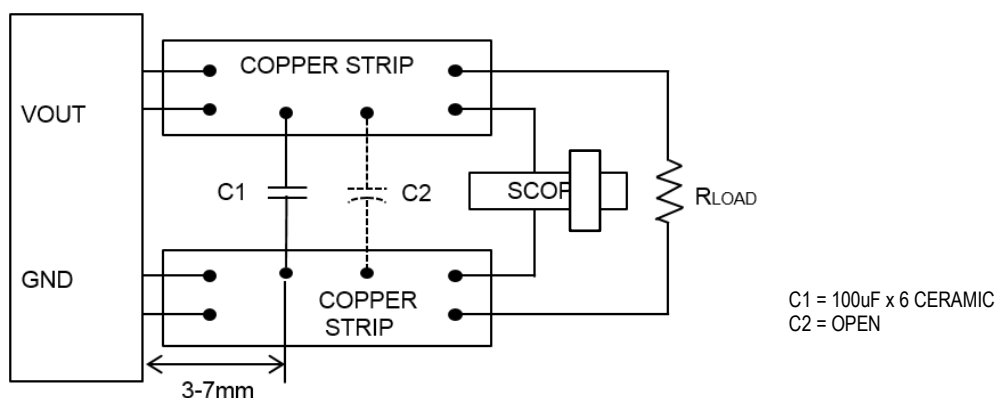 COPPER STRIP
VOUT
C1
C2
SCOP
RLOAD
GND
COPPER
STRIP
3-7mm
C1 = 100uF x 6 CERAMIC
C2 = OPEN